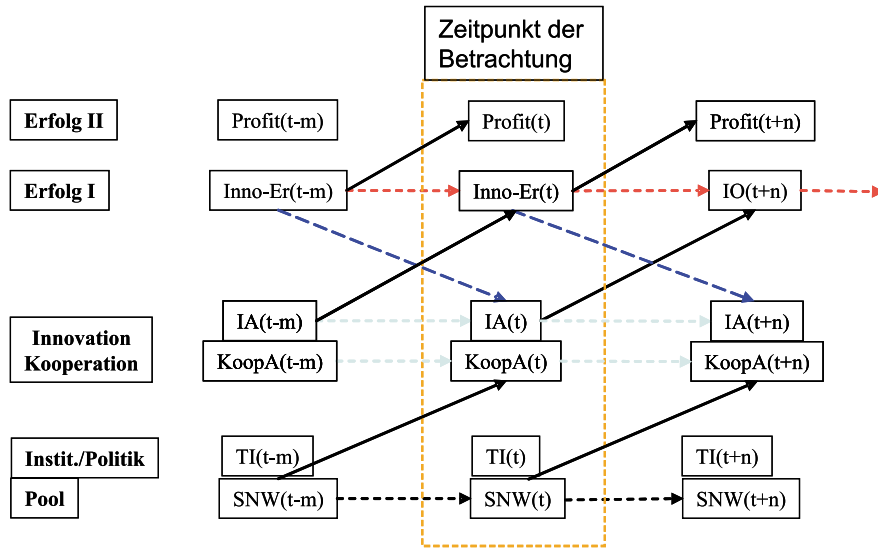 Zeitpunkt der
Betrachtung
Erfolg II
Profit(t-m)
Profit(t)
Profit(t+n)
Erfolg I
Inno-Er(t-m)
Inno-Er(t)
IO(t+n)
Innovation
Kooperation
IA(t-m)
IA(t)
IA(t+n)
KoopA(t-m)
KoopA(t)
KoopA(t+n)
Instit./Politik
TI(t-m)
TI(t)
TI(t+n)
Pool
SNW(t-m)
SNW(t)
SNW(t+n)